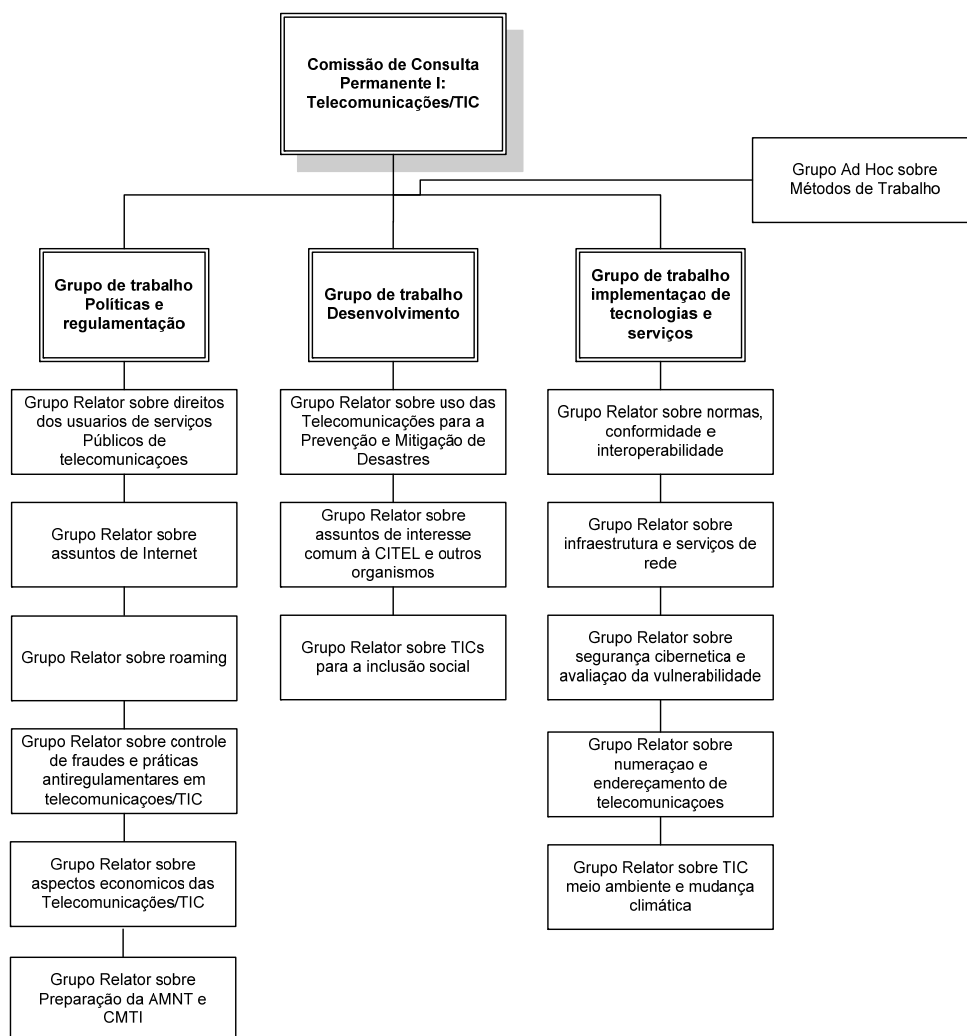 Comissão de Consulta
Permanente I:
Telecomunicações/TIC
Grupo Ad Hoc sobre
Métodos de Trabalho
Grupo de trabalho
Políticas e
regulamentação
Grupo Relator sobre direitos
dos usuarios de serviços
Públicos de
telecomunicaçoes
Grupo Relator sobre
assuntos de Internet
Grupo Relator sobre roaming
Grupo Relator sobre controle
de fraudes e práticas
antiregulamentares em
telecomunicaçoes/TIC
Grupo Relator sobre
aspectos economicos das
Telecomunicações/TIC
Grupo Relator sobre
Preparação da AMNT e
CMTI
Grupo de trabalho
Desenvolvimento
Grupo Relator sobre uso das
Telecomunicações para a
Prevenção e Mitigação de
Desastres
Grupo Relator sobre
assuntos de interesse
comum à CITEL e outros
organismos
Grupo Relator sobre TICs
para a inclusão social
Grupo de trabalho
implementaçao de
tecnologias e
serviços
Grupo Relator sobre normas,
conformidade e
interoperabilidade
Grupo Relator sobre
infraestrutura e serviços de
rede
Grupo Relator sobre
segurança cibernetica e
avaliaçao da vulnerabilidade
Grupo Relator sobre
numeraçao e
endereçamento de
telecomunicaçoes
Grupo Relator sobre TIC
meio ambiente e mudança
climática